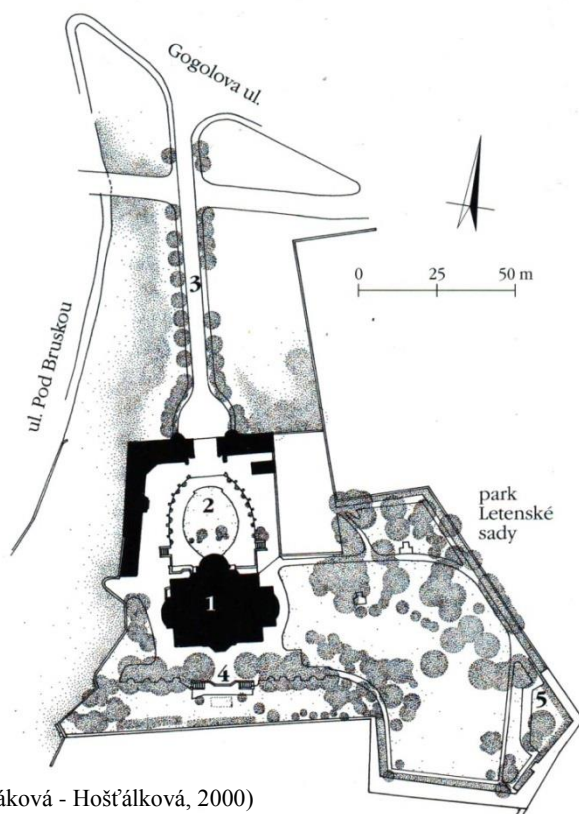 Gogolova ul.
0 25 50 m
3
ul. Pod Bruskou
2
park
Letenské
sady
1
4
5
áková - Hošťálková, 2000)